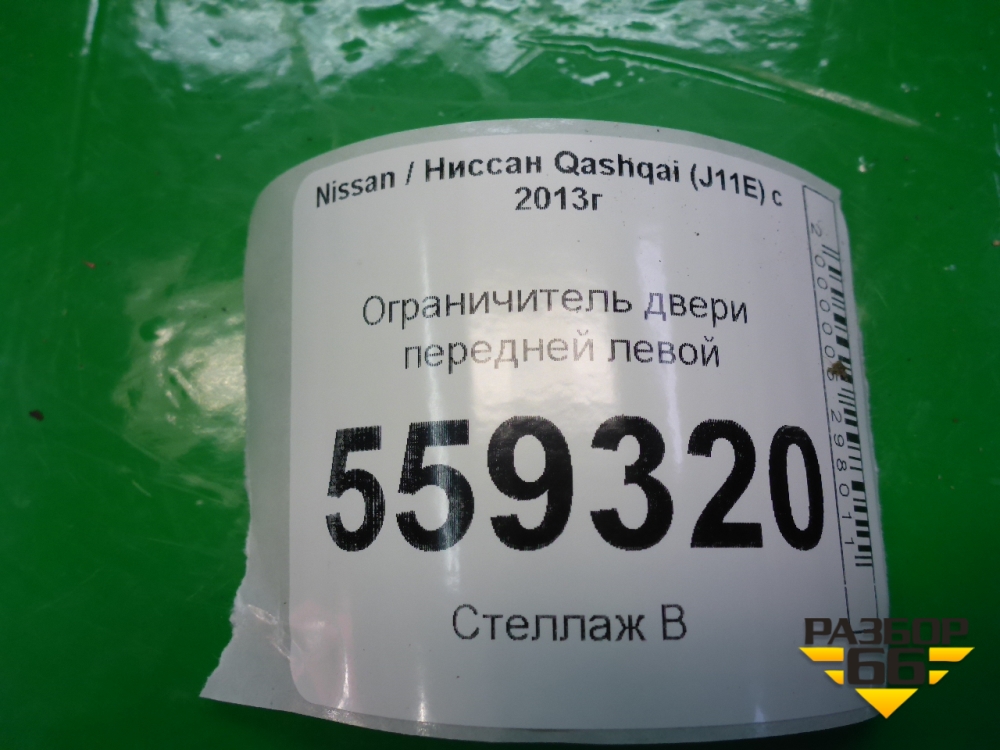 Nissan / Ниссан Qashqai (J11E) с
2013г
Ограничитель двери
передней левой
559320
Стеллаж В
РАЗБОР
66